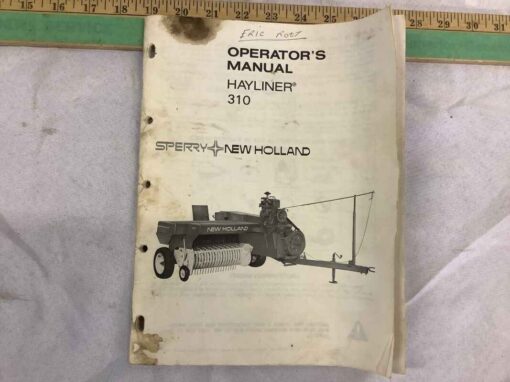 15 16 17 18 19 20 21 22 23 24 25 26 27 28 29 30 31
ERIC ROOT
OPERATOR'S
MANUAL
HAYLINER®
310
SPERRY NEW HOLLAND
NEW HOLLAND